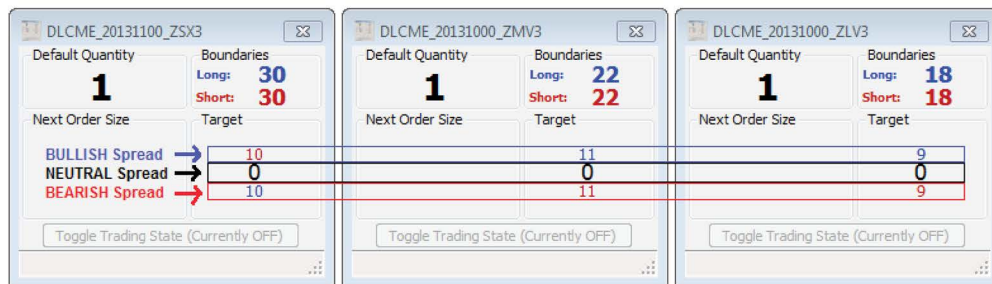 DLCME_20131100_ZSX3
Default Quantity
1
Boundaries
Long: 30
Short: 30
Next Order Size
Target
BULLISH Spread 10
NEUTRAL Spread 0
BEARISH Spread 10
Toggle Trading State (Currently OFF)
DLCME_20131000_ZMV3
Default Quantity
1
Boundaries
Long: 22
Short: 22
Next Order Size
Target
11
0
11
Toggle Trading State (Currently OFF)
DLCME_20131000_ZLV3
Default Quantity
1
Boundaries
Long: 18
Short: 18
Next Order Size
Target
9
0
9
Toggle Trading State (Currently OFF)